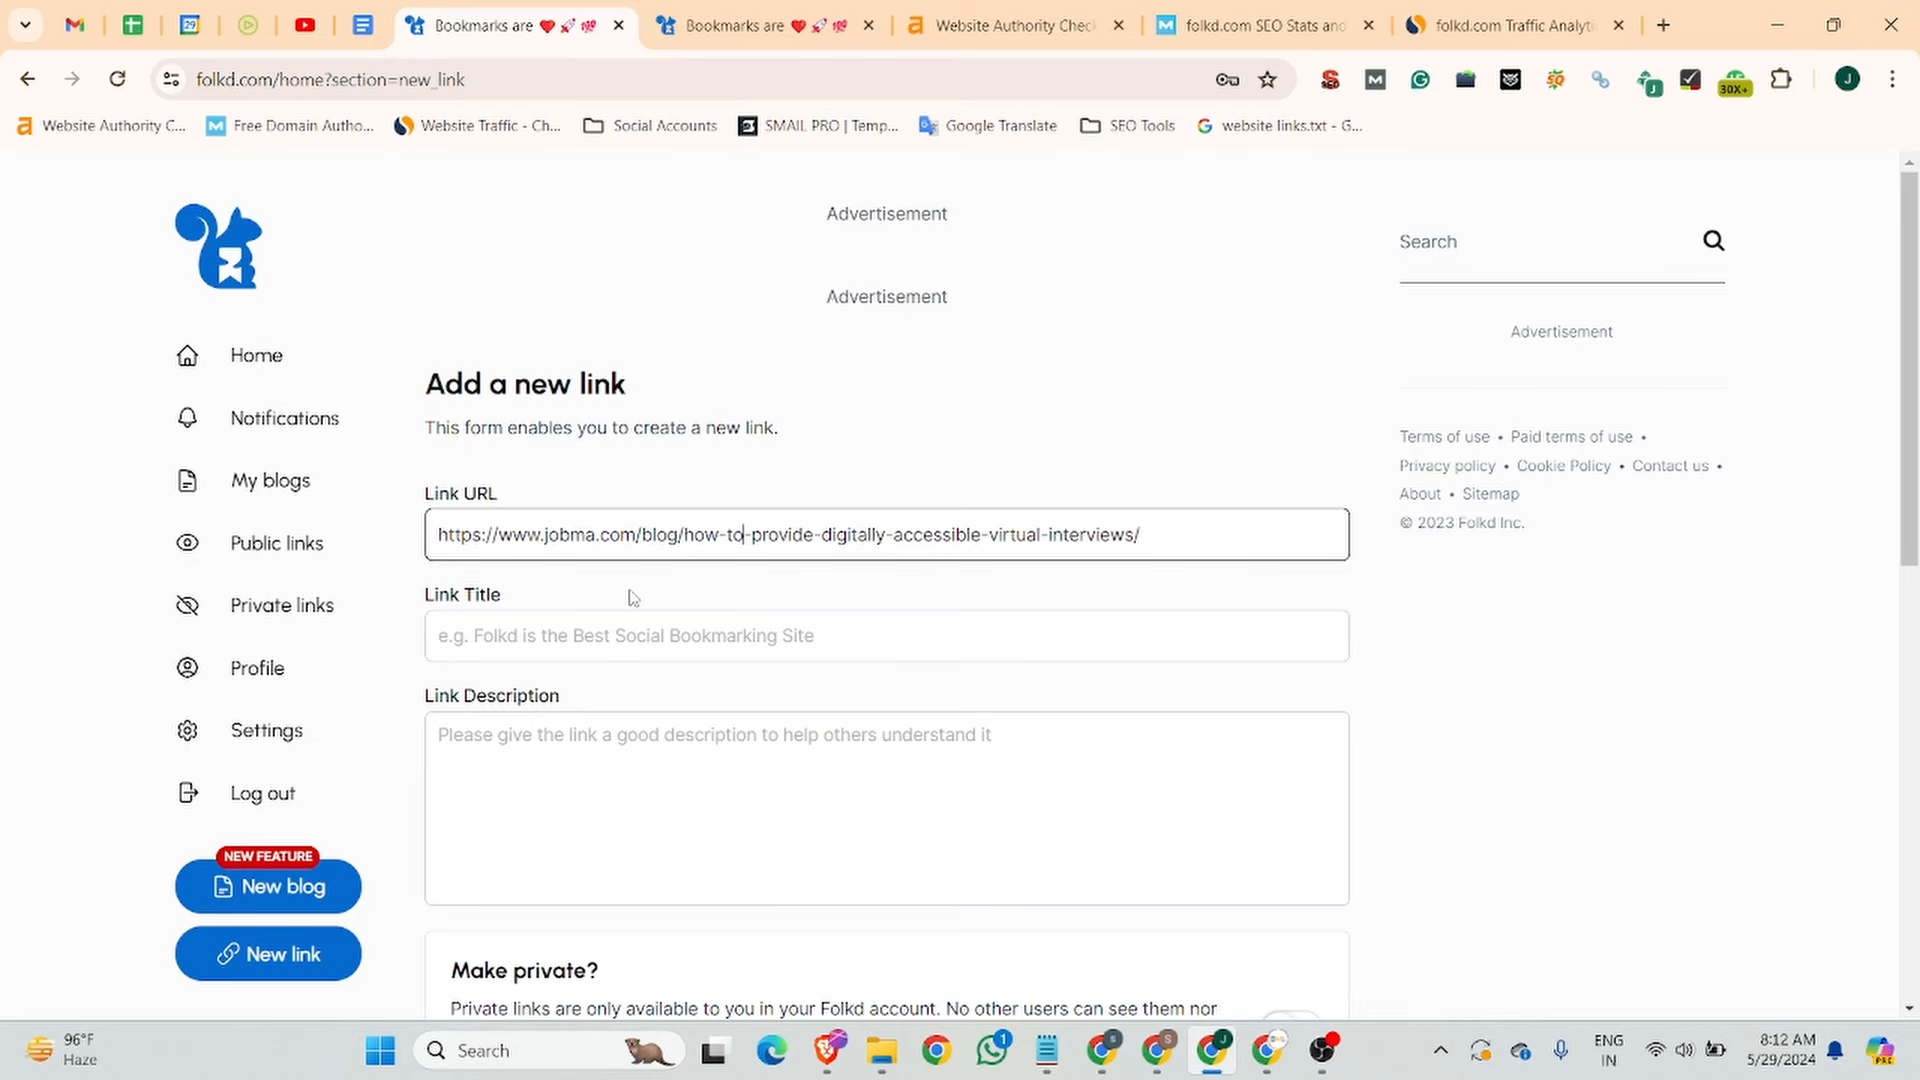 Bookmarks are ❤️ 🚀 💯
Bookmarks are ❤️ 🚀 💯
Website Authority Chec
folkd.com SEO Stats and
folkd.com Traffic Analyti
folkd.com/home?section=new_link
30X+
J
Website Authority C...
Free Domain Autho...
Website Traffic - Ch...
Social Accounts
SMAIL PRO | Temp...
Google Translate
SEO Tools
website links.txt - G...
Advertisement
Advertisement
Search
Advertisement
Home
Notifications
My blogs
Public links
Private links
Profile
Settings
Log out
NEW FEATURE
New blog
New link
Add a new link
This form enables you to create a new link.
Link URL
https://www.jobma.com/blog/how-to-provide-digitally-accessible-virtual-interviews/
Link Title
e.g. Folkd is the Best Social Bookmarking Site
Link Description
Please give the link a good description to help others understand it
Make private?
Private links are only available to you in your Folkd account. No other users can see them nor
Terms of use • Paid terms of use •
Privacy policy • Cookie Policy • Contact us •
About • Sitemap
© 2023 Folkd Inc.
96°F
Haze
Search
1
ENG
IN
8:12 AM
5/29/2024